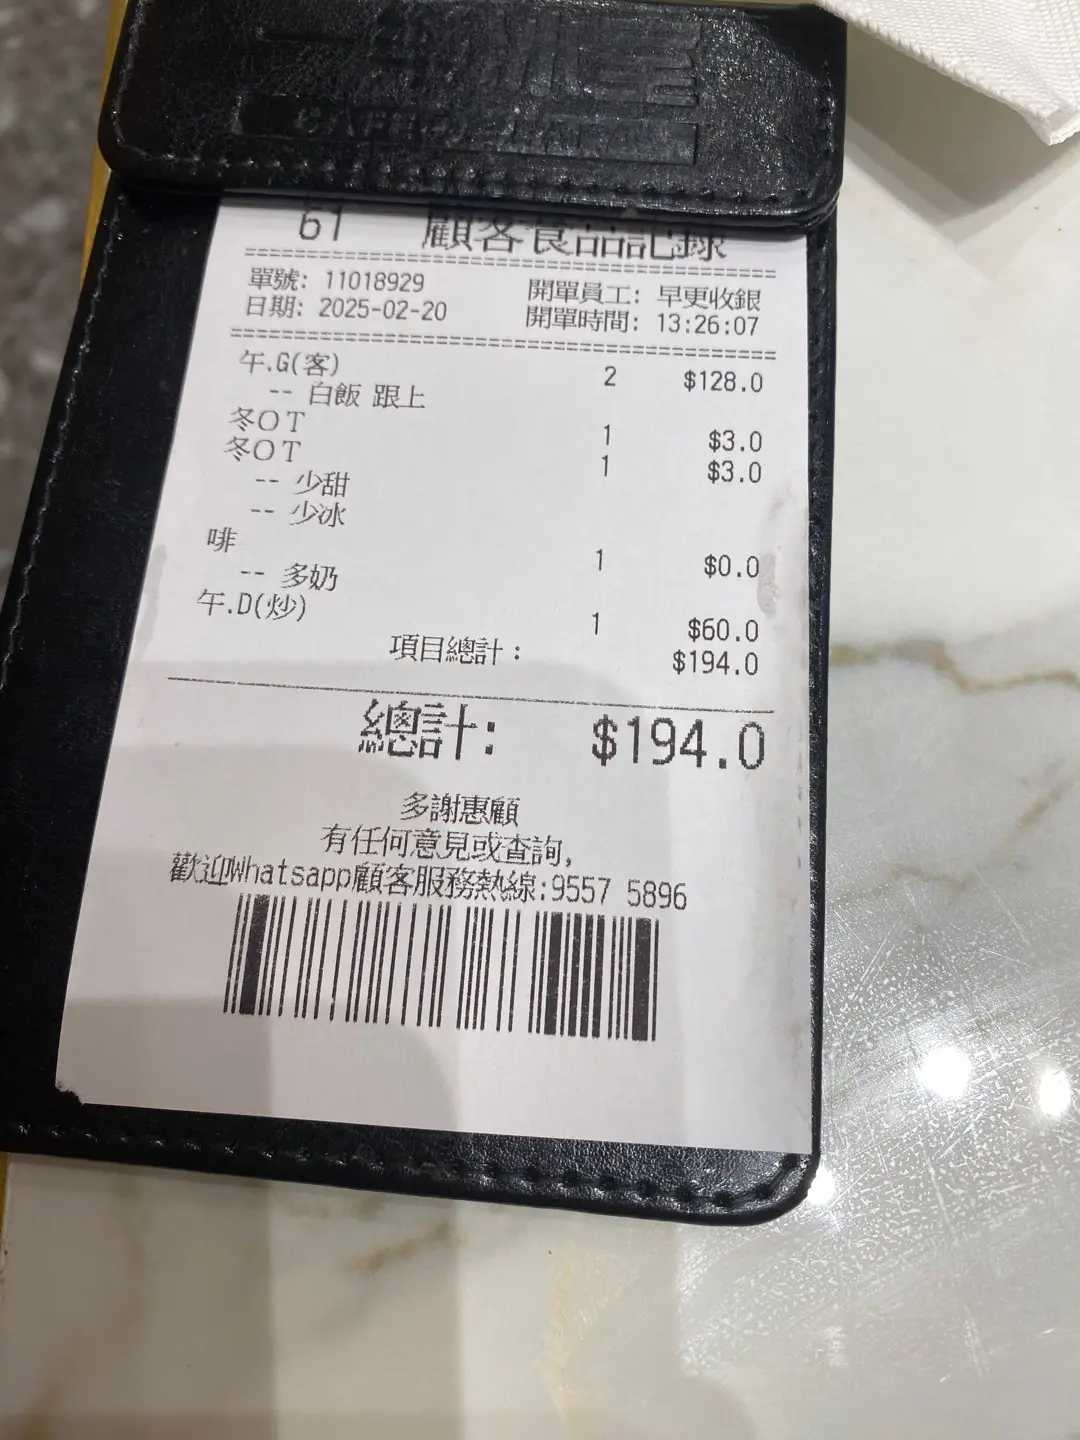 61 顧客食品記錄
單號: 11018929 開單員工: 早更收銀
日期: 2025-02-20 開單時間: 13:26:07
午.G(客) 2 $128.0
-- 白飯 跟上
冬OT 1 $3.0
冬OT 1 $3.0
-- 少甜
-- 少冰
啡 1 $0.0
-- 多奶
午.D(炒) 1 $60.0
項目總計: $194.0
總計: $194.0
多謝惠顧
有任何意見或查詢,
歡迎Whatsapp顧客服務熱線:9557 5896